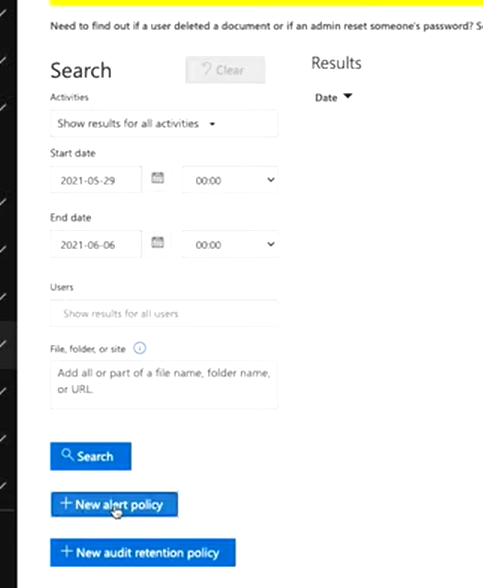 Need to find out if a user deleted a document or if an admin reset someone's password?
Search
Clear
Results
Activities
Date
Show results for all activities
Start date
2021-05-29
00:00
End date
2021-06-06
00:00
Users
Show results for all users
File, folder, or site
Add all or part of a file name, folder name,
or URL.
Search
New alert policy
New audit retention policy